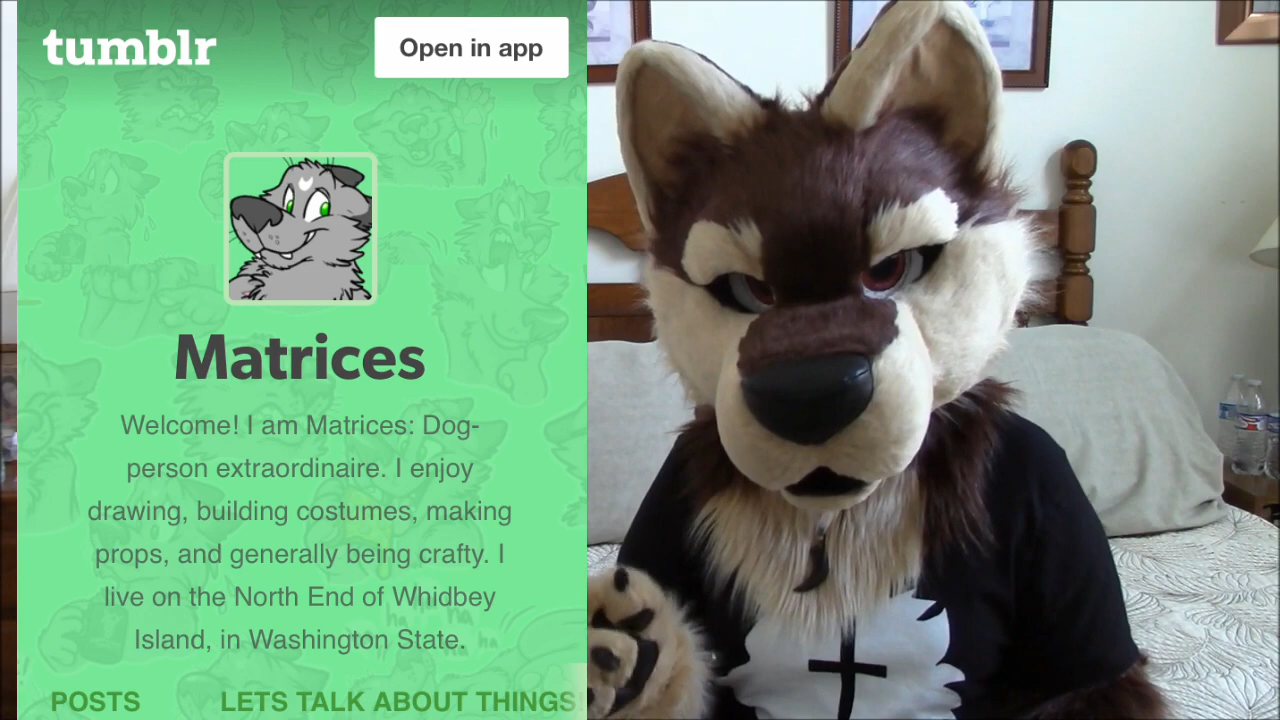 tumblr
Open in app
Matrices
Welcome! I am Matrices: Dog-
person extraordinaire. I enjoy
drawing, building costumes, making
props, and generally being crafty. I
live on the North End of Whidbey
Island, in Washington State.
POSTS
LETS TALK ABOUT THINGS